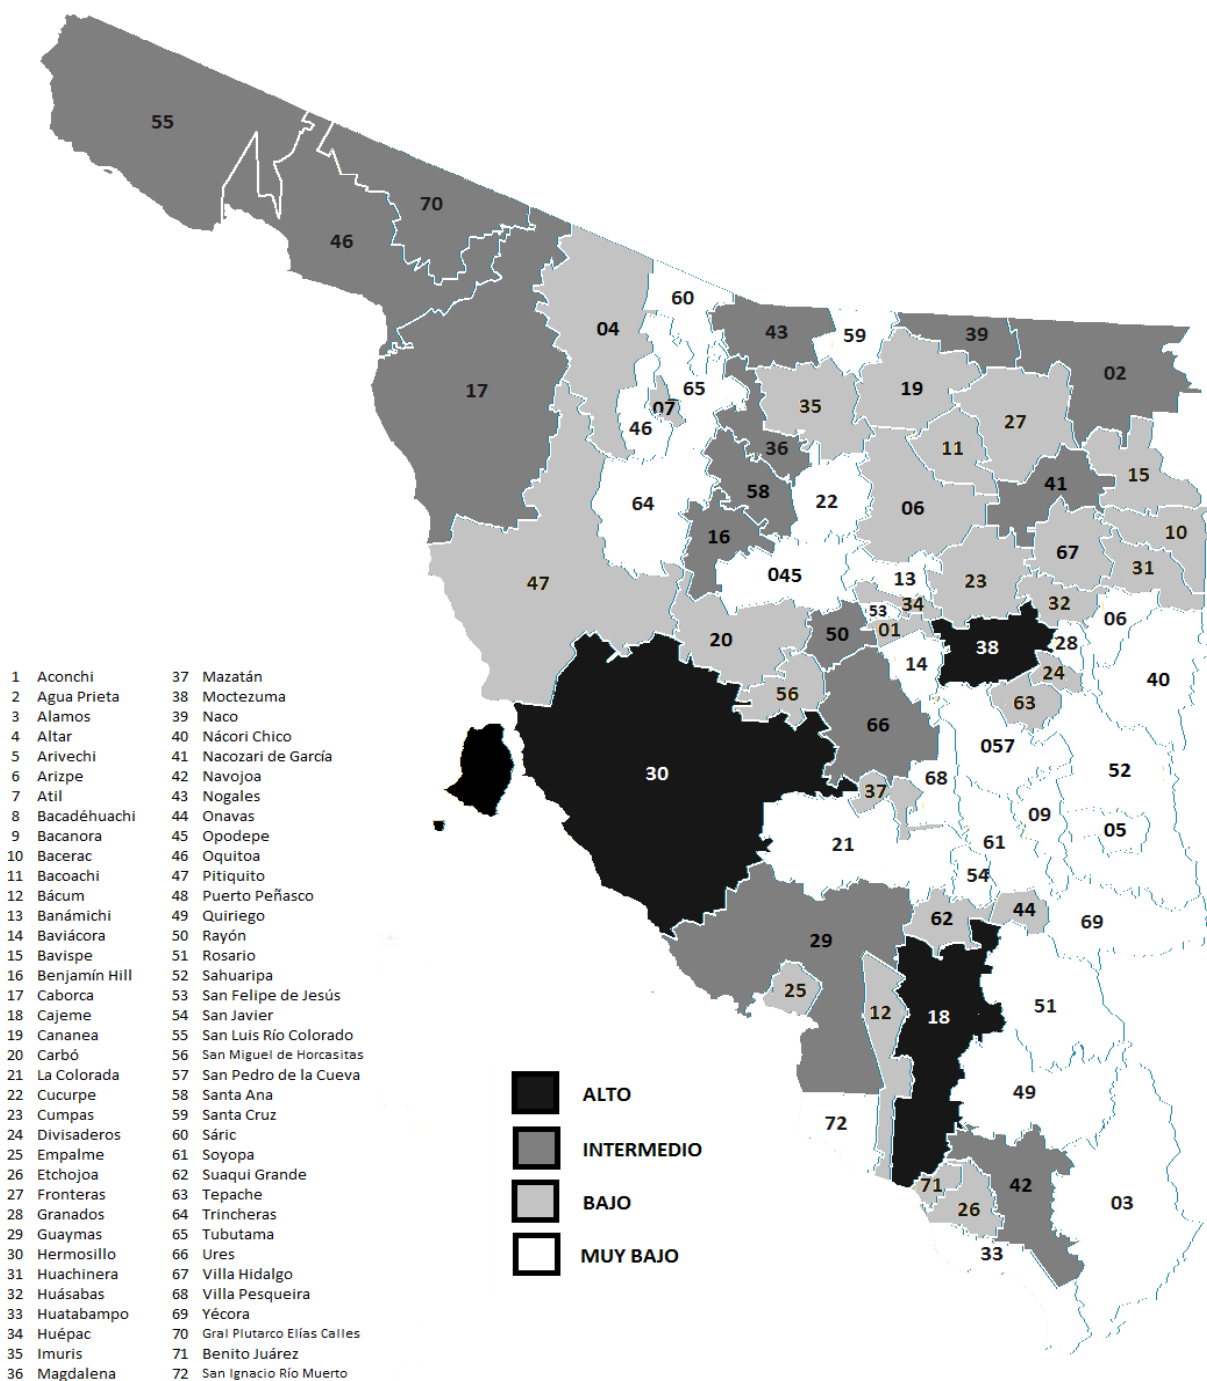 55
70
46
60
04
43
59
39
02
17
65
07
46
35
19
27
36
11
41
15
58
22
64
06
16
10
67
045
13
23
31
47
34
32
53
06
20
50
01
28
14
38
24
40
56
63
66
057
30
52
68
37
09
05
21
61
54
44
62
69
29
25
12
18
51
49
72
71
42
26
03
33
1 Aconchi 37 Mazatán
2 Agua Prieta 38 Moctezuma
3 Alamos 39 Naco
4 Altar 40 Nácori Chico
5 Arivechi 41 Nacozari de García
6 Arizpe 42 Navojoa
7 Atil 43 Nogales
8 Bacadéhuachi 44 Onavas
9 Bacanora 45 Opodepe
10 Bacerac 46 Oquitoa
11 Bacoachi 47 Pitiquito
12 Bácum 48 Puerto Peñasco
13 Banámichi 49 Quiriego
14 Baviácora 50 Rayón
15 Bavispe 51 Rosario
16 Benjamín Hill 52 Sahuaripa
17 Caborca 53 San Felipe de Jesús
18 Cajeme 54 San Javier
19 Cananea 55 San Luis Río Colorado
20 Carbó 56 San Miguel de Horcasitas
21 La Colorada 57 San Pedro de la Cueva
22 Cucurpe 58 Santa Ana
23 Cumpas 59 Santa Cruz
24 Divisaderos 60 Sáric
25 Empalme 61 Soyopa
26 Etchojoa 62 Suaqui Grande
27 Fronteras 63 Tepache
28 Granados 64 Trincheras
29 Guaymas 65 Tubutama
30 Hermosillo 66 Ures
31 Huachinera 67 Villa Hidalgo
32 Huásabas 68 Villa Pesqueira
33 Huatabampo 69 Yécora
34 Huépac 70 Gral Plutarco Elías Calles
35 Imuris 71 Benito Juárez
36 Magdalena 72 San Ignacio Río Muerto
ALTO
INTERMEDIO
BAJO
MUY BAJO